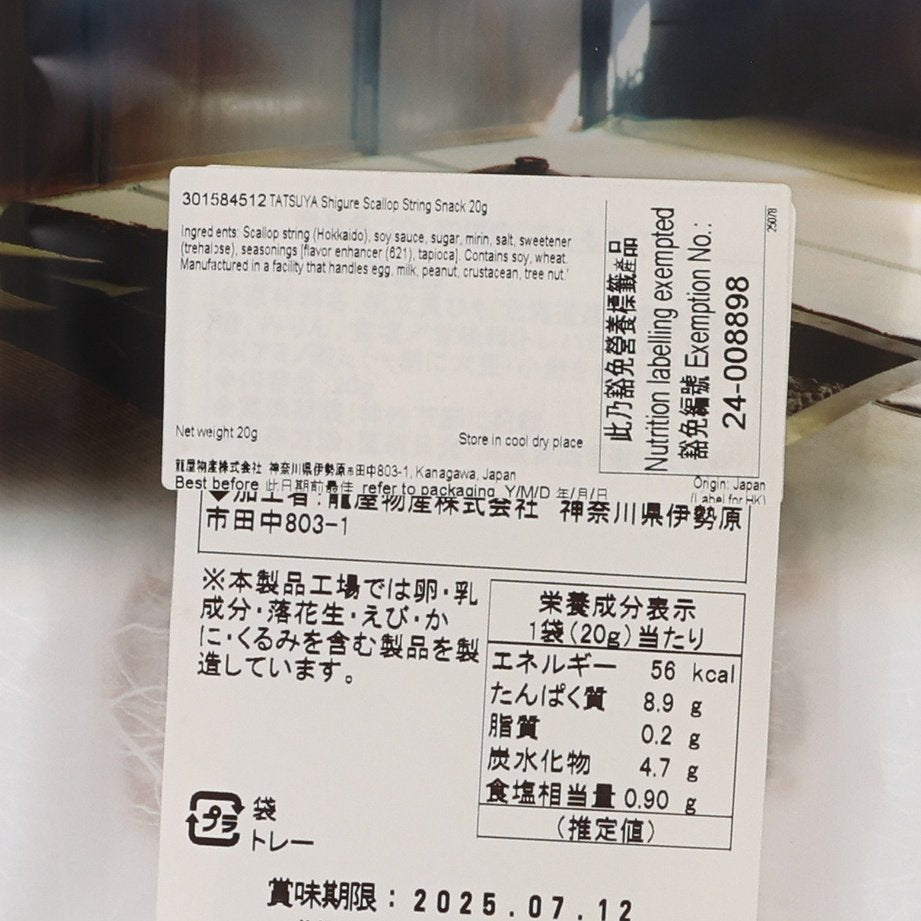 301584512 TATSUYA Shigure Scallop String Snack 20g
Ingredients: Scallop string (Hokkaido), soy sauce, sugar, mirin, salt, sweetener
(trehalose), seasonings [flavor enhancer (621), tapioca]. Contains soy, wheat.
Manufactured in a facility that handles egg, milk, peanut, crustacean, tree nut.'
Net weight 20g
Store in cool dry place
龍屋物産株式会社 神奈川県伊勢原市田中803-1, Kanagawa, Japan
Best before 此日期前最佳 refer to packaging Y/M/D 年/月/日
此乃豁免營養標籤產品
Nutrition labelling exempted
豁免編號 Exemption No.:
24-008898
25078
Origin: Japan
(Label for HK)
◆加工者:龍屋物産株式会社 神奈川県伊勢原
市田中803-1
※本製品工場では卵・乳
成分・落花生・えび・か
に・くるみを含む製品を製
造しています。
栄養成分表示
1袋(20g)当たり
エネルギー 56 kcal
たんぱく質 8.9 g
脂質 0.2 g
炭水化物 4.7 g
食塩相当量 0.90 g
(推定値)
プラ
袋
トレー
賞味期限:2025.07.12